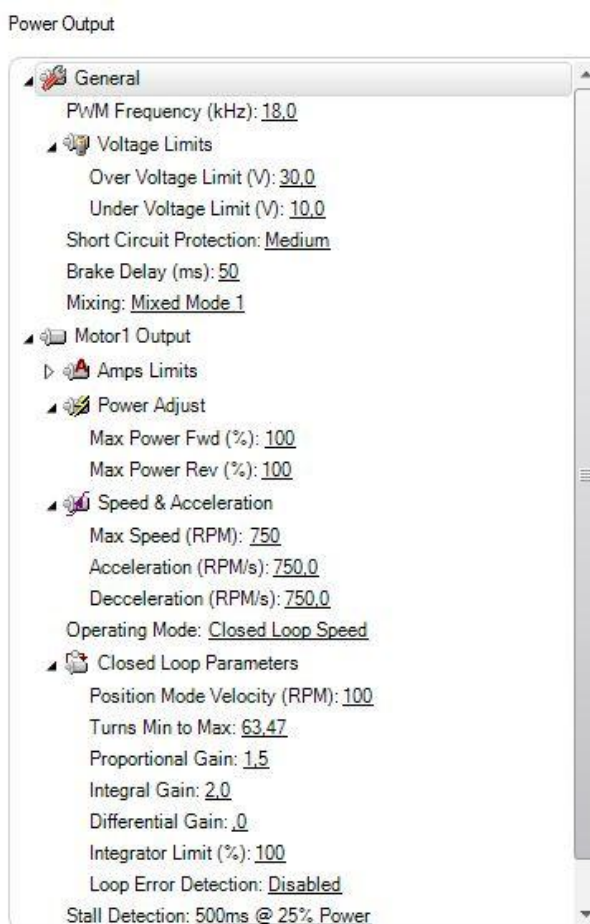 Power Output
General
PWM Frequency (kHz): 18,0
Voltage Limits
Over Voltage Limit (V): 30,0
Under Voltage Limit (V): 10,0
Short Circuit Protection: Medium
Brake Delay (ms): 50
Mixing: Mixed Mode 1
Motor1 Output
Amps Limits
Power Adjust
Max Power Fwd (%): 100
Max Power Rev (%): 100
Speed & Acceleration
Max Speed (RPM): 750
Acceleration (RPM/s): 750,0
Decceleration (RPM/s): 750,0
Operating Mode: Closed Loop Speed
Closed Loop Parameters
Position Mode Velocity (RPM): 100
Turns Min to Max: 63,47
Proportional Gain: 1,5
Integral Gain: 2,0
Differential Gain: ,0
Integrator Limit (%): 100
Loop Error Detection: Disabled
Stall Detection: 500ms @ 25% Power